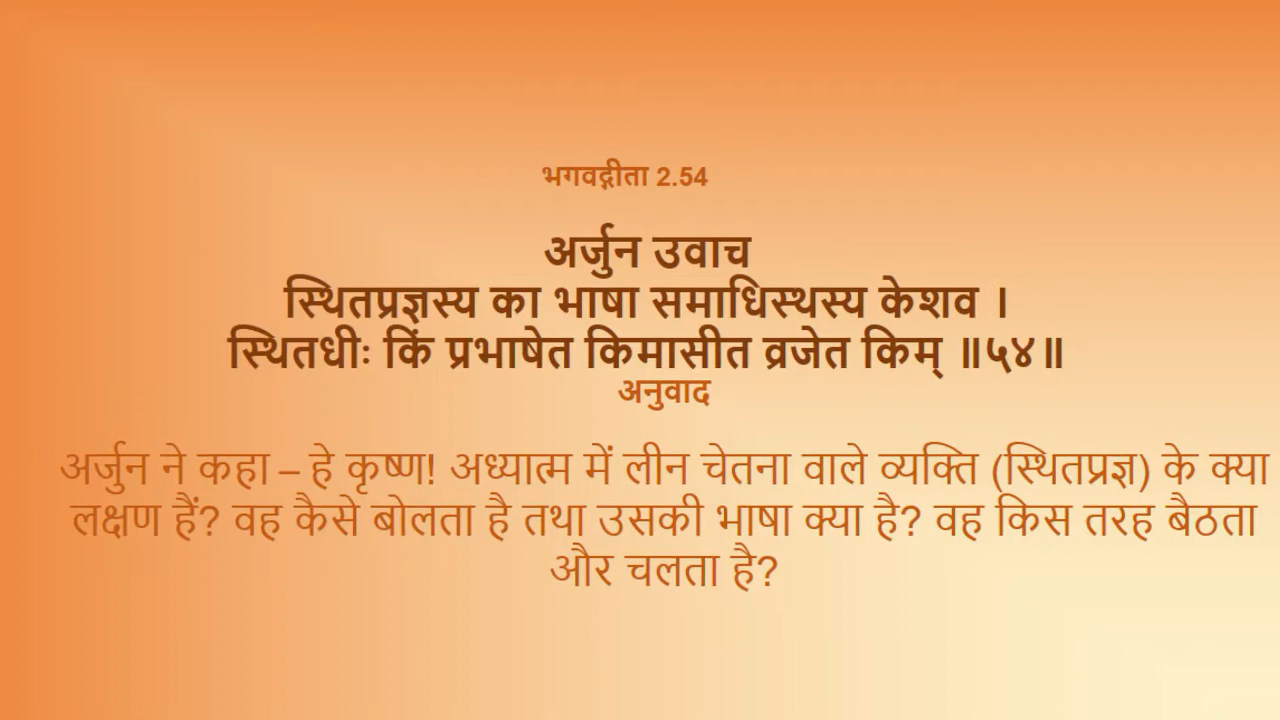 भगवद्गीता 2.54
अर्जुन उवाच
स्थितप्रज्ञस्य का भाषा समाधिस्थस्य केशव ।
स्थितधीः किं प्रभाषेत किमासीत व्रजेत किम् ॥५४॥
अनुवाद
अर्जुन ने कहा – हे कृष्ण! अध्यात्म में लीन चेतना वाले व्यक्ति (स्थितप्रज्ञ) के क्या
लक्षण हैं? वह कैसे बोलता है तथा उसकी भाषा क्या है? वह किस तरह बैठता
और चलता है?